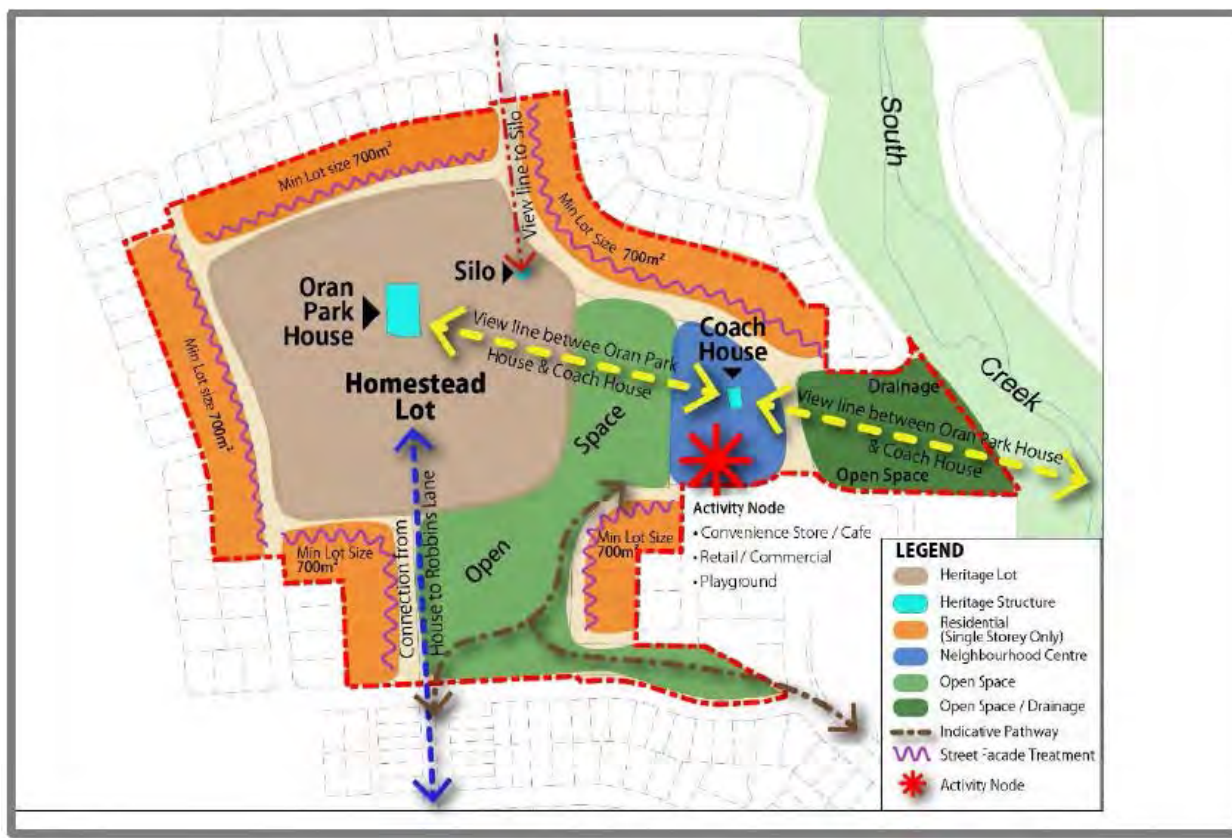 South
Creek
Min Lot size 700m²
View line to Silo
Min Lot Size 700m²
Silo
Oran
Park
House
Coach
House
View line betwee Oran Park
House & Coach House
Homestead
Lot
Min Lot size 700m²
Drainage
View line between Oran Park House
& Coach House
Open Space
Space
Open
Connection from
House to Robbins Lane
Min Lot Size
700m²
Min Lot Size
700m²
Activity Node
• Convenience Store / Cafe
• Retail / Commercial
• Playground
LEGEND
Heritage Lot
Heritage Structure
Residential
(Single Storey Only)
Neighbourhood Centre
Open Space
Open Space / Drainage
Indicative Pathway
Street Facade Treatment
Activity Node